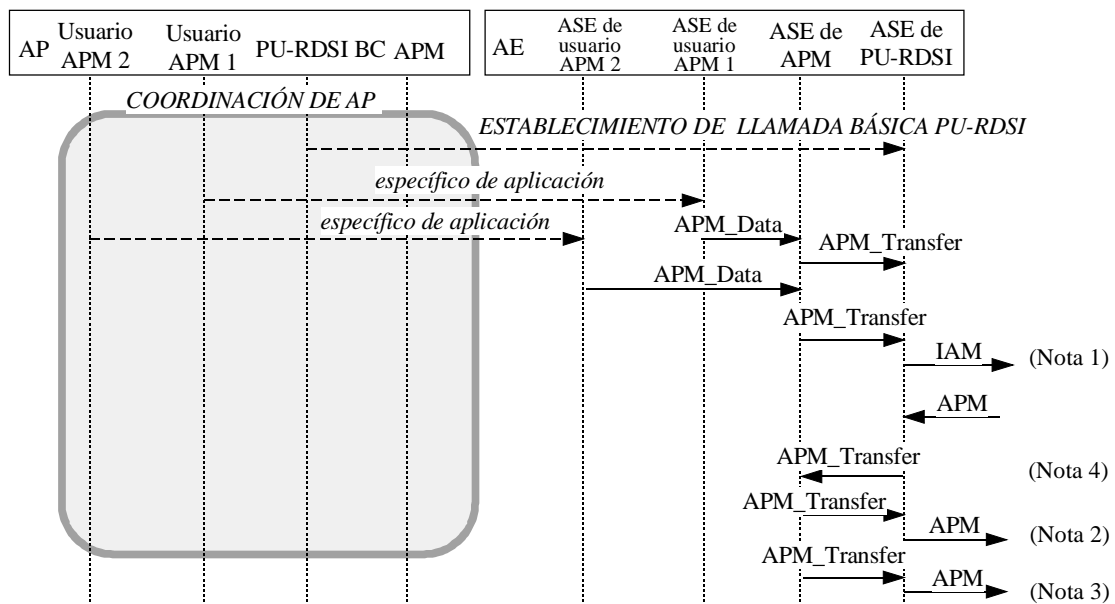 AP
Usuario
APM 2
Usuario
APM 1
PU-RDSI BC
APM
AE
ASE de
usuario
APM 2
ASE de
usuario
APM 1
ASE de
APM
ASE de
PU-RDSI
COORDINACIÓN DE AP
ESTABLECIMIENTO DE LLAMADA BÁSICA PU-RDSI
específico de aplicación
específico de aplicación
APM_Data
APM_Transfer
APM_Data
APM_Transfer
IAM
(Nota 1)
APM
APM_Transfer
(Nota 4)
APM_Transfer
APM
(Nota 2)
APM_Transfer
APM
(Nota 3)